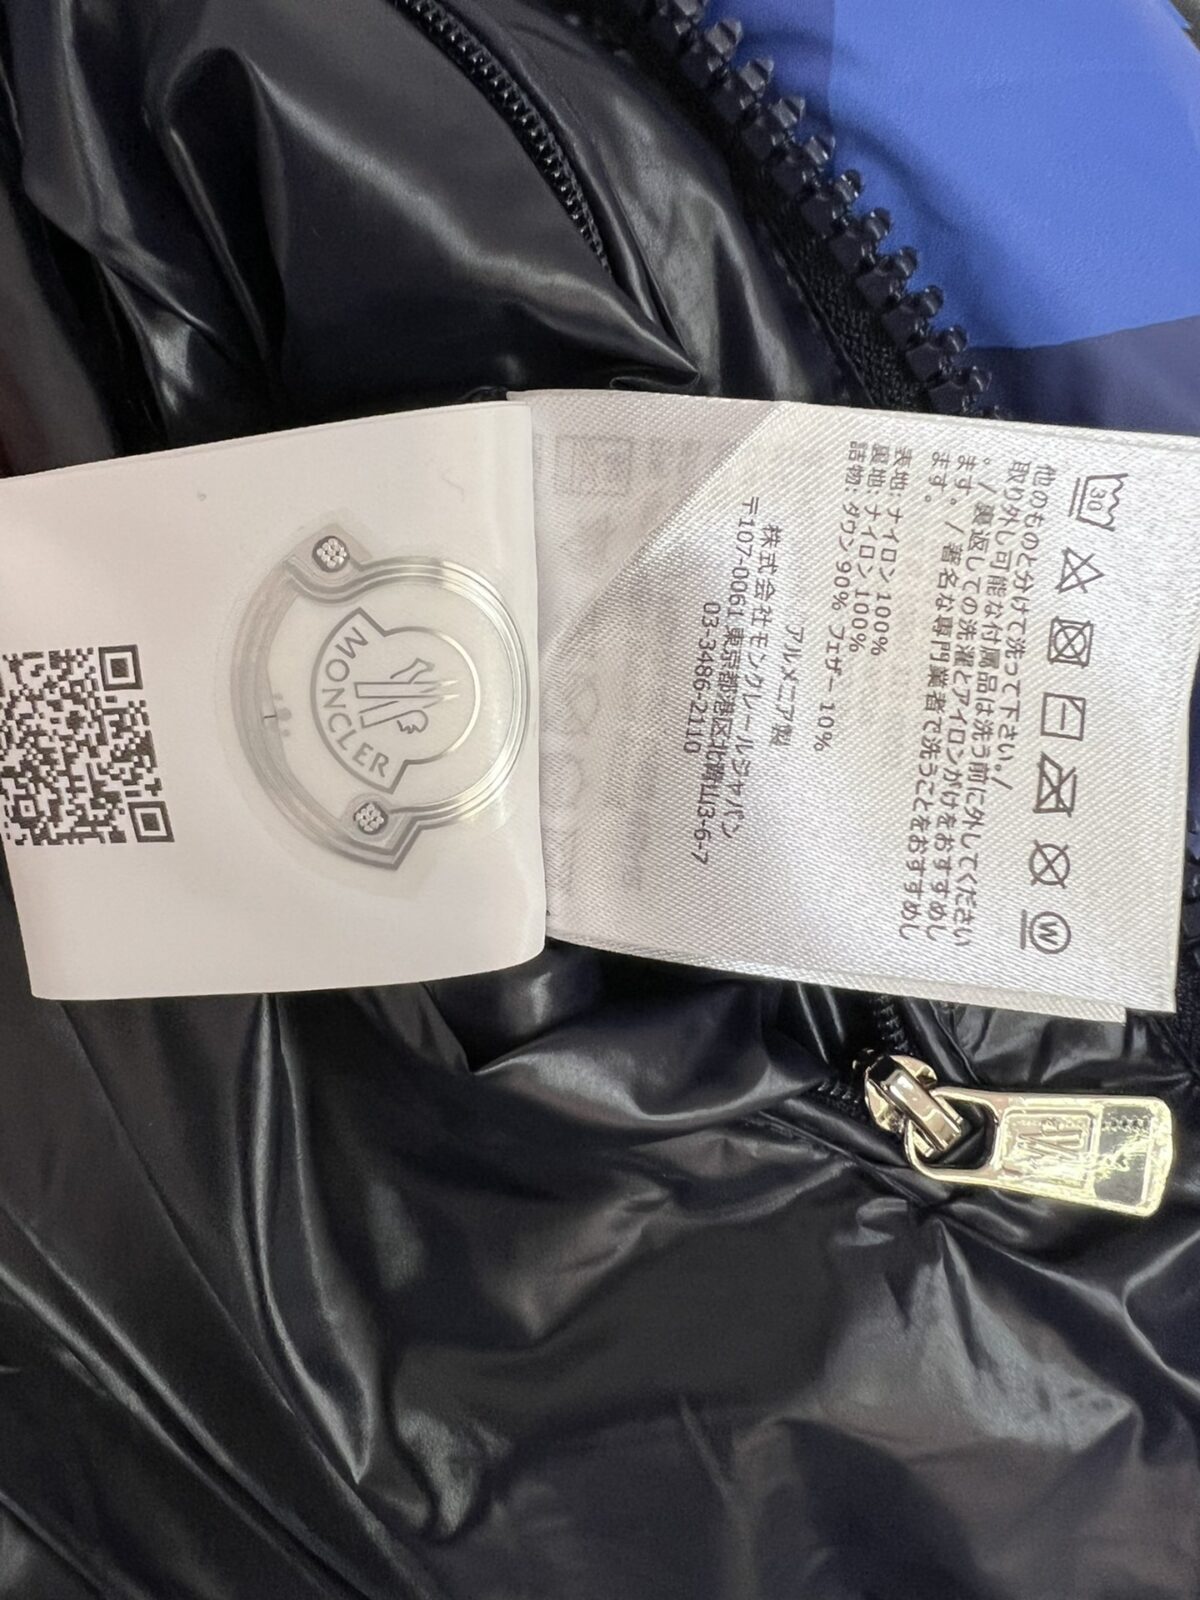 MONCLER
30
W
他のものと分けて洗って下さい。/
取り外し可能な付属品は洗う前に外してください
。/ 裏返しての洗濯とアイロンがけをおすすめし
ます。/ 著名な専門業者で洗うことをおすすめし
ます。
表地: ナイロン 100%
裏地: ナイロン 100%
詰物: ダウン 90% フェザー 10%
アルメニア製
株式会社モンクレールジャパン
〒107-0061 東京都港区北青山3-6-7
03-3486-2110